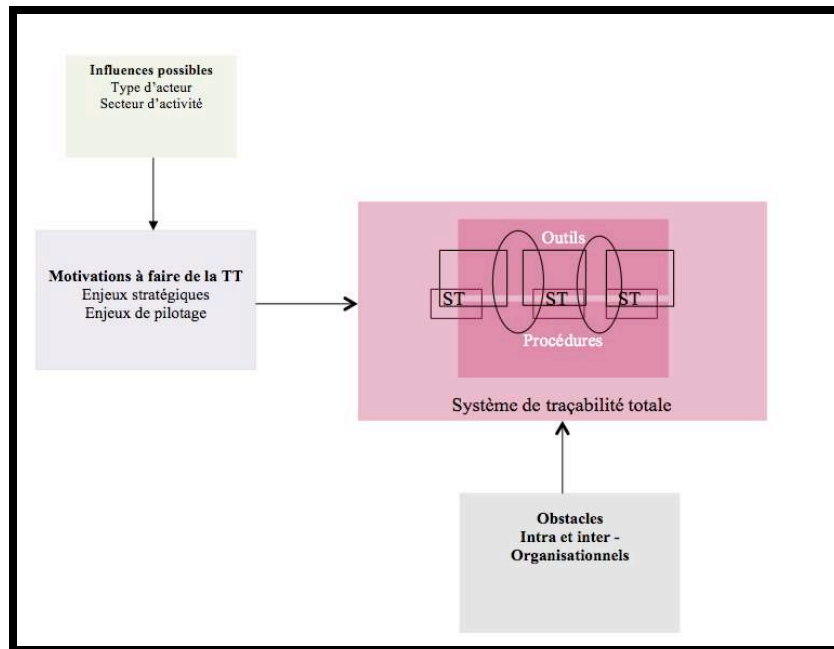 Influences possibles
Type d'acteur
Secteur d'activité
Motivations à faire de la TT
Enjeux stratégiques
Enjeux de pilotage
Outils
ST
ST
ST
Procédures
Système de traçabilité totale
Obstacles
Intra et inter -
Organisationnels